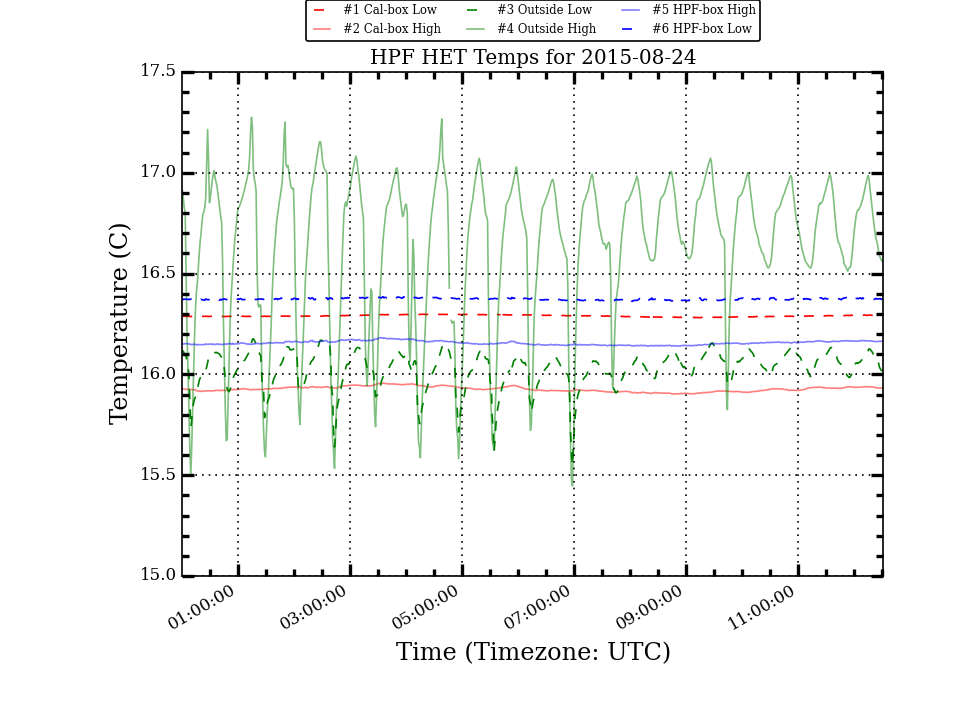 #1 Cal-box Low #3 Outside Low #5 HPF-box High
#2 Cal-box High #4 Outside High #6 HPF-box Low
HPF HET Temps for 2015-08-24
17.5
17.0
16.5
16.0
15.5
15.0
Temperature (C)
01:00:00 03:00:00 05:00:00 07:00:00 09:00:00 11:00:00
Time (Timezone: UTC)